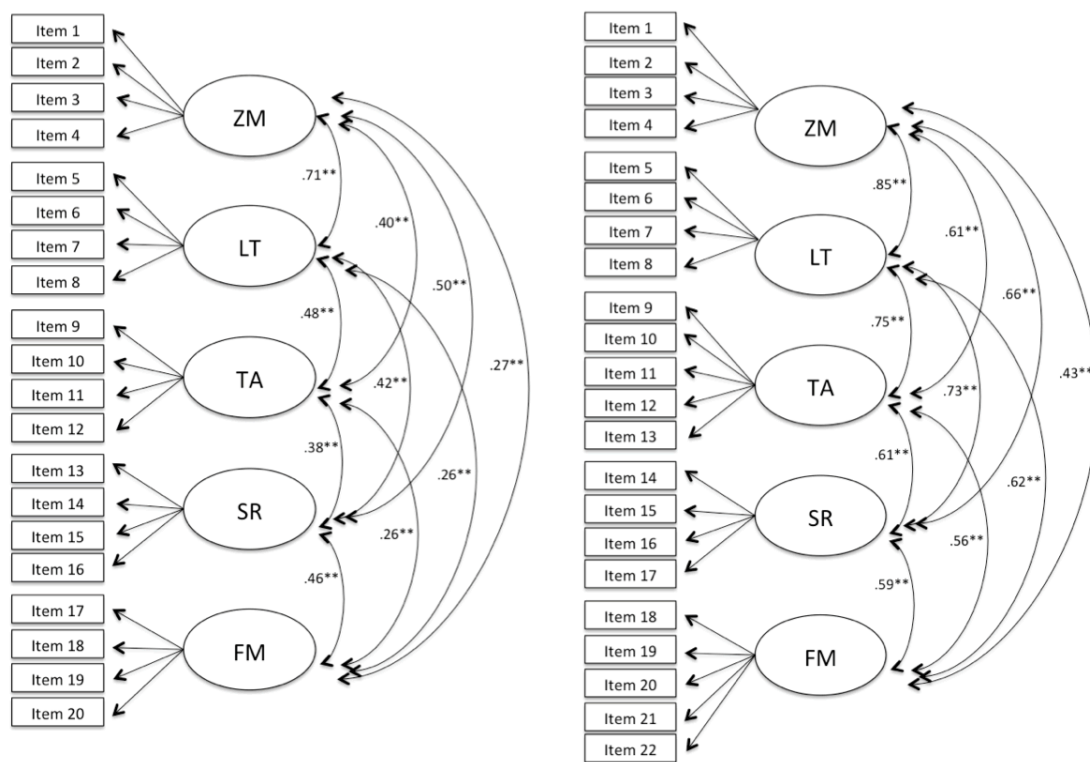 Item 1
Item 2
Item 3
Item 4
ZM
.71**
Item 5
Item 6
Item 7
Item 8
LT
.40**
.50**
.48**
Item 9
Item 10
Item 11
Item 12
TA
.42**
.27**
.38**
Item 13
Item 14
Item 15
Item 16
SR
.26**
.26**
.46**
Item 17
Item 18
Item 19
Item 20
FM
Item 1
Item 2
Item 3
Item 4
ZM
.85**
Item 5
Item 6
Item 7
Item 8
LT
.61**
.66**
.75**
Item 9
Item 10
Item 11
Item 12
Item 13
TA
.73**
.43**
.61**
Item 14
Item 15
Item 16
Item 17
SR
.62**
.56**
.59**
Item 18
Item 19
Item 20
Item 21
Item 22
FM